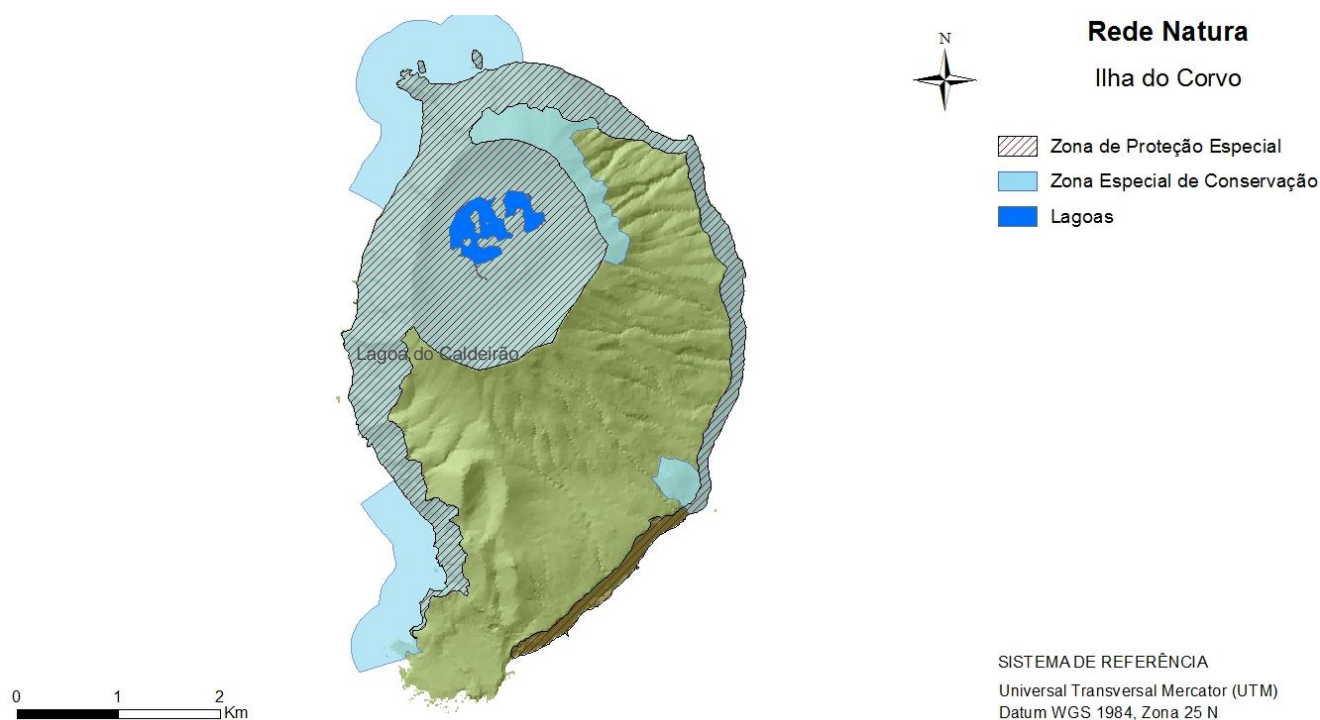 Rede Natura
Ilha do Corvo
N
Zona de Proteção Especial
Zona Especial de Conservação
Lagoas
Lagoa do Caldeirão
SISTEMA DE REFERÊNCIA
Universal Transversal Mercator (UTM)
Datum WGS 1984, Zona 25 N
0 1 2
Km